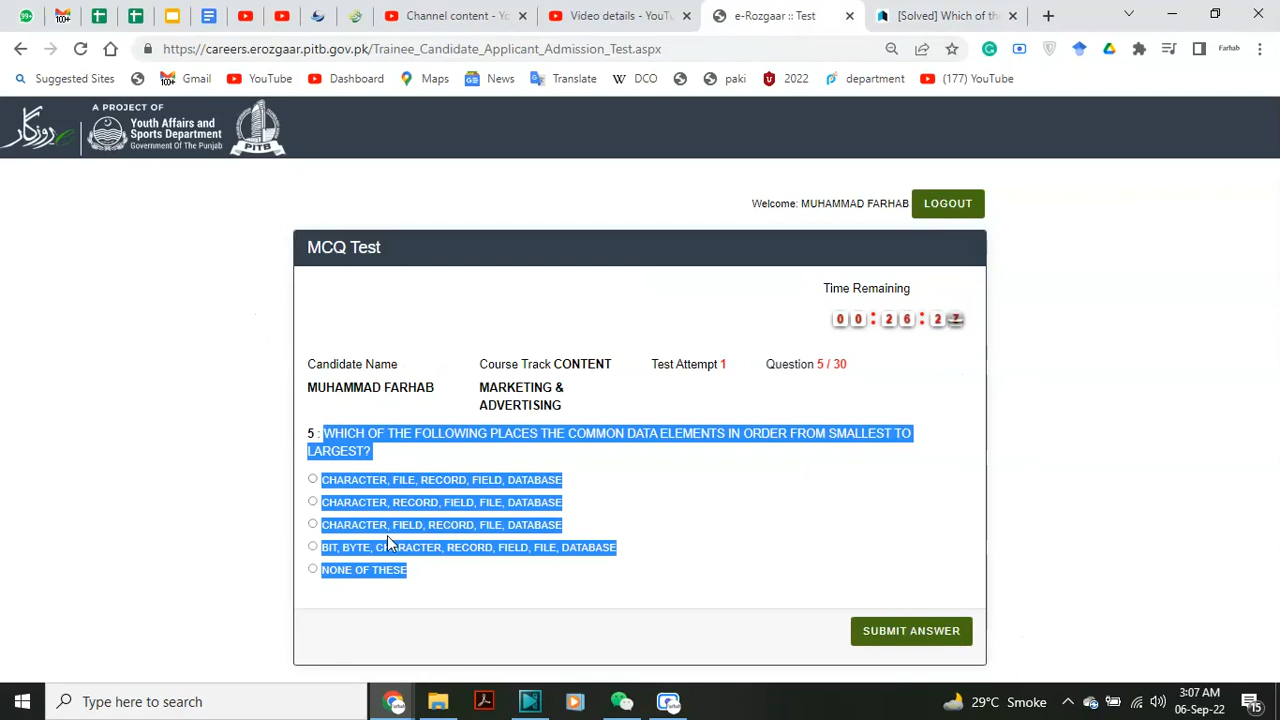 Channel content - Yo
Video details - YouTu
e-Rozgaar :: Test
[Solved] Which of th
https://careers.erozgaar.pitb.gov.pk/Trainee_Candidate_Applicant_Admission_Test.aspx
Farhab
Suggested Sites
Gmail
YouTube
Dashboard
Maps
News
Translate
DCO
paki
2022
department
(177) YouTube
روزگار
e
A PROJECT OF
Youth Affairs and
Sports Department
Government Of the Punjab
PITB
Welcome: MUHAMMAD FARHAB
LOGOUT
MCQ Test
Time Remaining
00:26:27
Candidate Name
Course Track CONTENT
Test Attempt 1
Question 5 / 30
MUHAMMAD FARHAB
MARKETING &
ADVERTISING
5 : WHICH OF THE FOLLOWING PLACES THE COMMON DATA ELEMENTS IN ORDER FROM SMALLEST TO
LARGEST?
CHARACTER, FILE, RECORD, FIELD, DATABASE
CHARACTER, RECORD, FIELD, FILE, DATABASE
CHARACTER, FIELD, RECORD, FILE, DATABASE
BIT, BYTE, CHARACTER, RECORD, FIELD, FILE, DATABASE
NONE OF THESE
SUBMIT ANSWER
Type here to search
29°C Smoke
3:07 AM
06-Sep-22
15